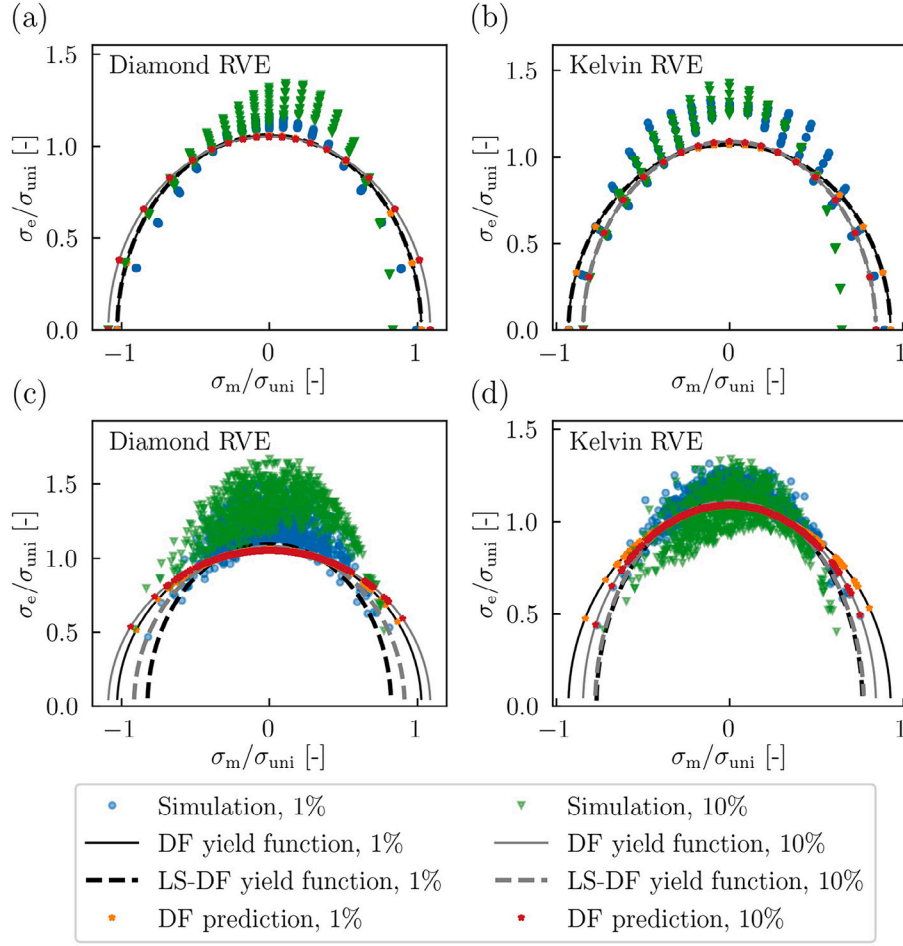 (a)
(b)
Diamond RVE
Kelvin RVE
1.5
1.0
0.5
0.0
σe/σuni [-]
−1
0
1
σm/σuni [-]
1.5
1.0
0.5
0.0
σe/σuni [-]
−1
0
1
σm/σuni [-]
(c)
(d)
Diamond RVE
Kelvin RVE
1.5
1.0
0.5
0.0
σe/σuni [-]
−1
0
1
σm/σuni [-]
1.5
1.0
0.5
0.0
σe/σuni [-]
−1
0
1
σm/σuni [-]
Simulation, 1%
Simulation, 10%
DF yield function, 1%
DF yield function, 10%
LS-DF yield function, 1%
LS-DF yield function, 10%
DF prediction, 1%
DF prediction, 10%